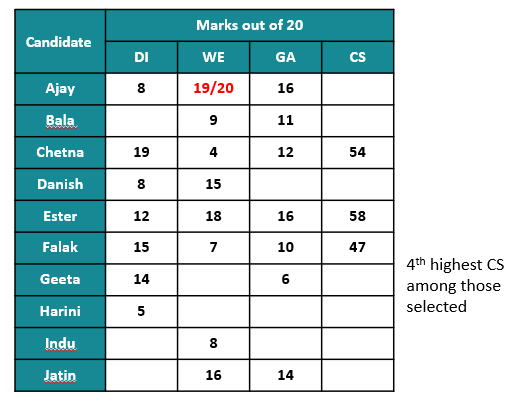 Candidate Marks out of 20
DI WE GA CS
Ajay 8 19/20 16
Bala 9 11
Chetna 19 4 12 54
Danish 8 15
Ester 12 18 16 58
Falak 15 7 10 47
Geeta 14 6
Harini 5
Indu 8
Jatin 16 14
4th highest CS
among those
selected